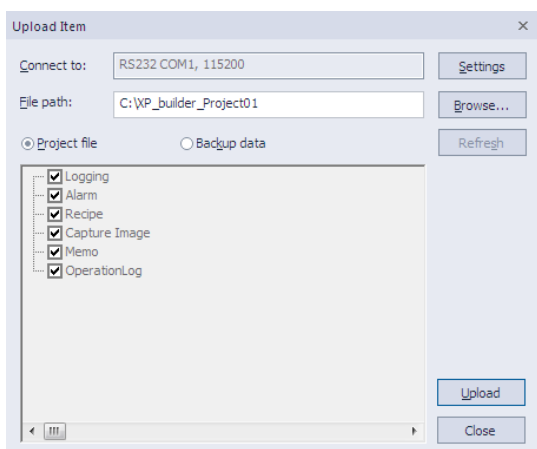 Upload Item
Connect to: RS232 COM1, 115200 Settings
File path: C:\XP_builder_Project01 Browse...
Project file Backup data Refresh
Logging
Alarm
Recipe
Capture Image
Memo
OperationLog
Upload
Close